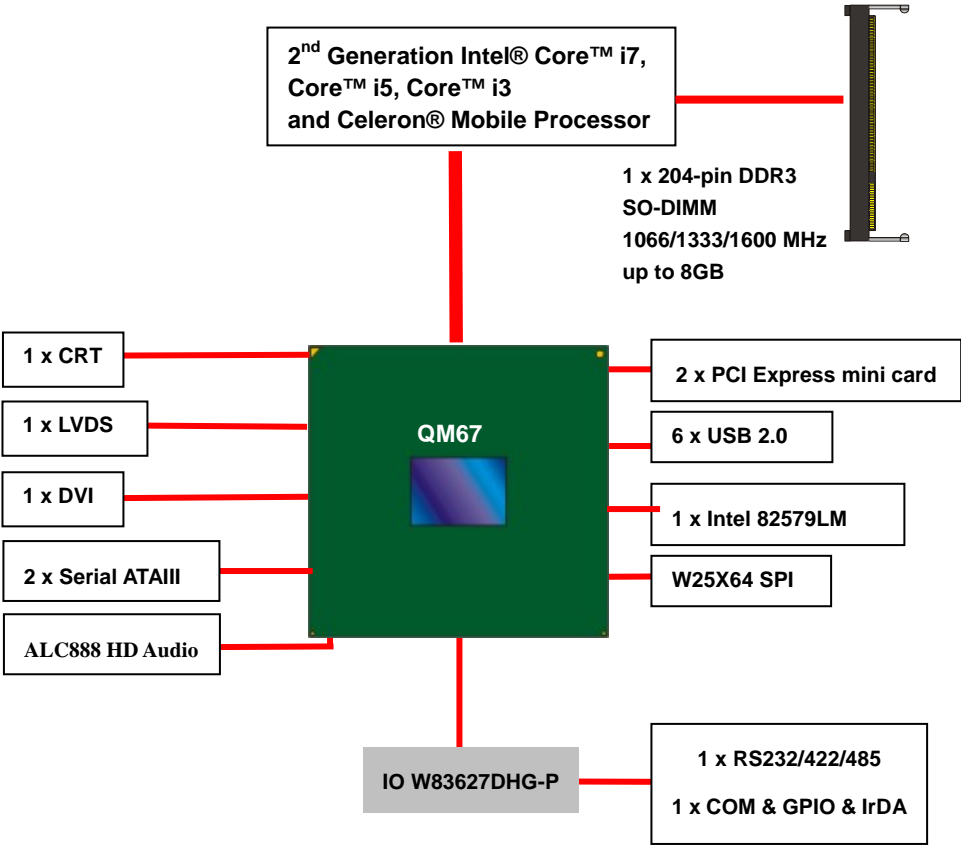 2nd Generation Intel® Core™ i7,
Core™ i5, Core™ i3
and Celeron® Mobile Processor
1 x 204-pin DDR3
SO-DIMM
1066/1333/1600 MHz
up to 8GB
1 x CRT
1 x LVDS
1 x DVI
2 x Serial ATAIII
ALC888 HD Audio
QM67
2 x PCI Express mini card
6 x USB 2.0
1 x Intel 82579LM
W25X64 SPI
IO W83627DHG-P
1 x RS232/422/485
1 x COM & GPIO & IrDA